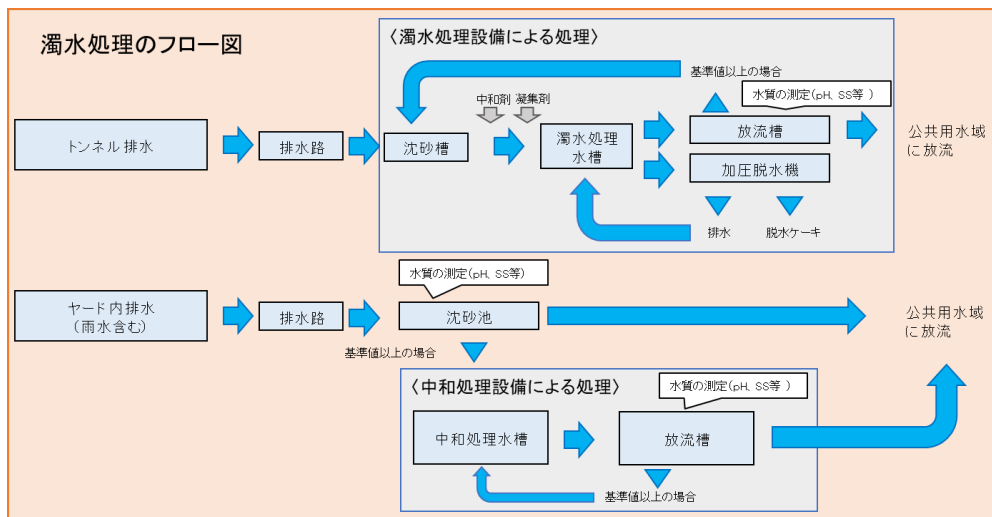 濁水処理のフロー図
〈濁水処理設備による処理〉
基準値以上の場合
水質の測定(pH、SS等 )
中和剤 凝集剤
トンネル排水
排水路
沈砂槽
濁水処理
水槽
放流槽
加圧脱水機
公共用水域
に放流
排水
脱水ケーキ
水質の測定(pH、SS等)
ヤード内排水
(雨水含む)
排水路
沈砂池
公共用水域
に放流
基準値以上の場合
〈中和処理設備による処理〉
水質の測定(pH、SS等 )
中和処理水槽
放流槽
基準値以上の場合